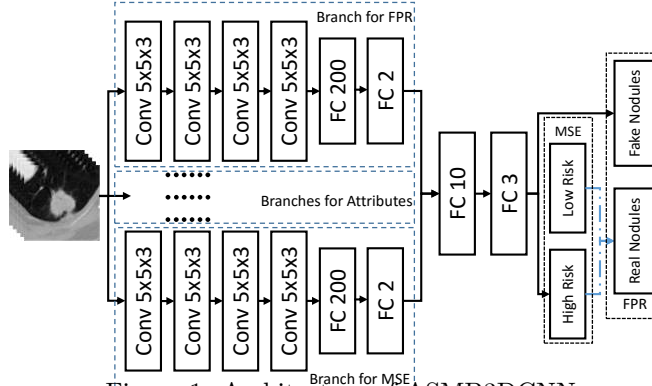 Branch for FPR
Conv 5x5x3
Conv 5x5x3
Conv 5x5x3
Conv 5x5x3
FC 200
FC 2
Branches for Attributes
Conv 5x5x3
Conv 5x5x3
Conv 5x5x3
Conv 5x5x3
FC 200
FC 2
Branch for MSE
FC 10
FC 3
MSE
Low Risk
High Risk
Fake Nodules
Real Nodules
FPR